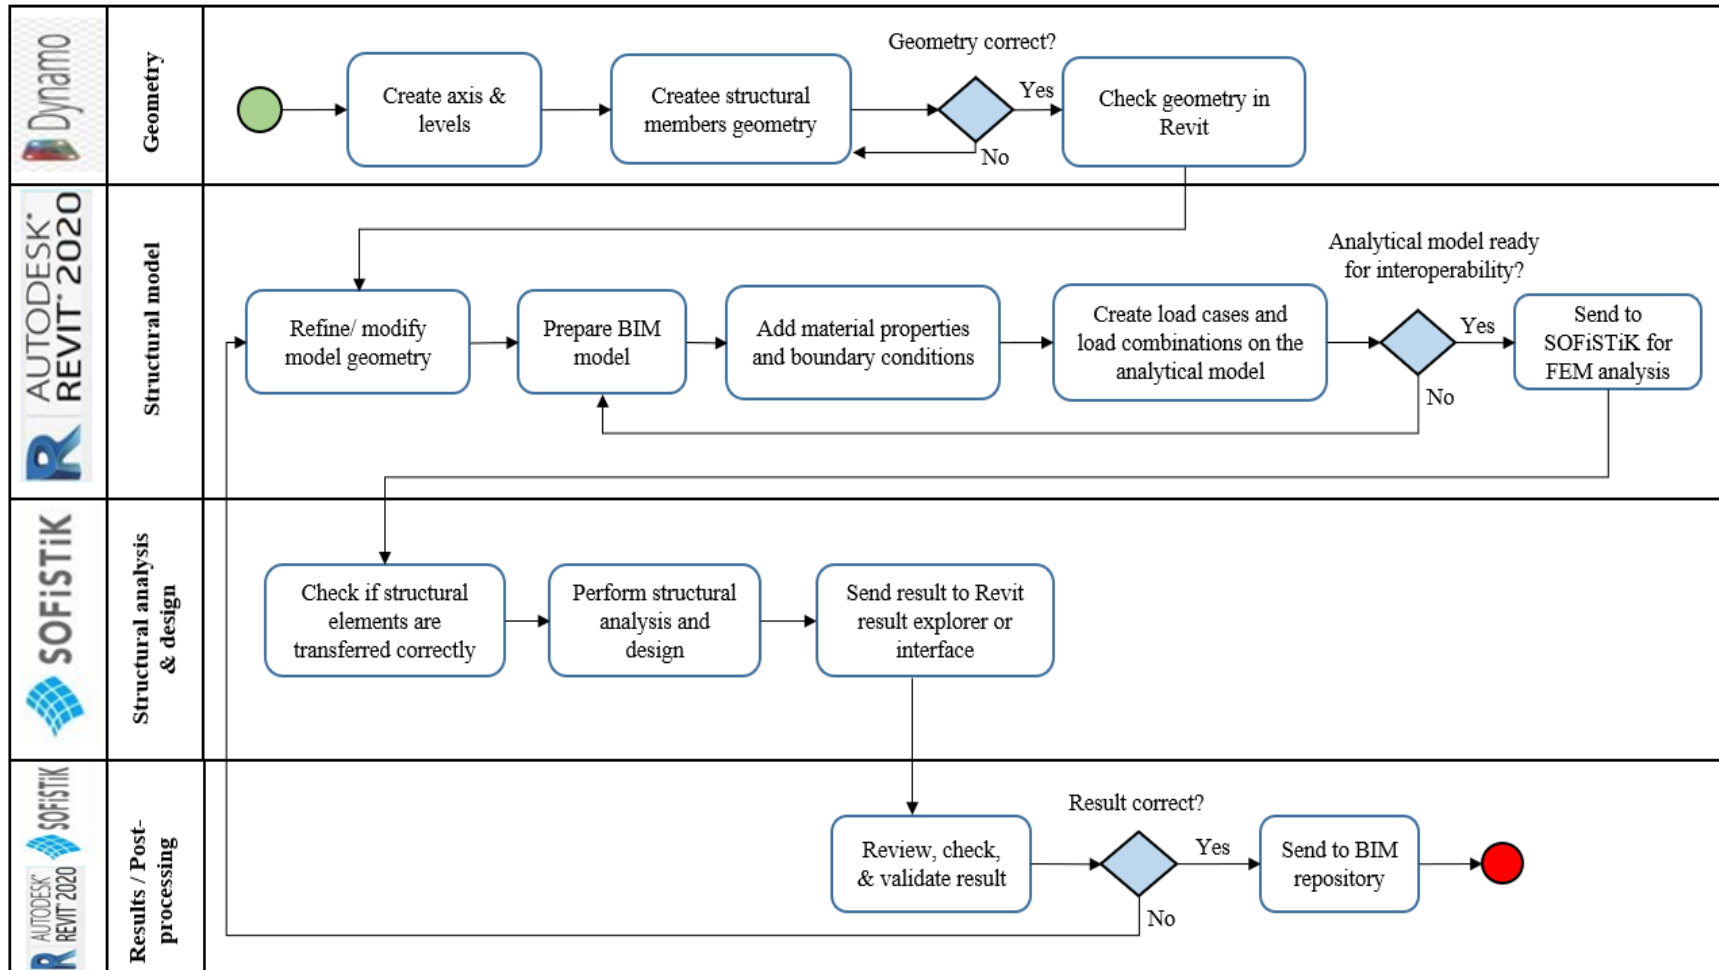 Dynamo
Geometry
Create axis &
levels
Createe structural
members geometry
Geometry correct?
Yes
No
Check geometry in
Revit
AUTODESK®
REVIT® 2020
R
Structural model
Refine/ modify
model geometry
Prepare BIM
model
Add material properties
and boundary conditions
Create load cases and
load combinations on the
analytical model
Analytical model ready
for interoperability?
Yes
No
Send to
SOFiSTiK for
FEM analysis
SOFiSTiK
Structural analysis
& design
Check if structural
elements are
transferred correctly
Perform structural
analysis and
design
Send result to Revit
result explorer or
interface
SOFiSTiK
AUTODESK®
REVIT® 2020
R
Results / Post-
processing
Review, check,
& validate result
Result correct?
Yes
No
Send to BIM
repository